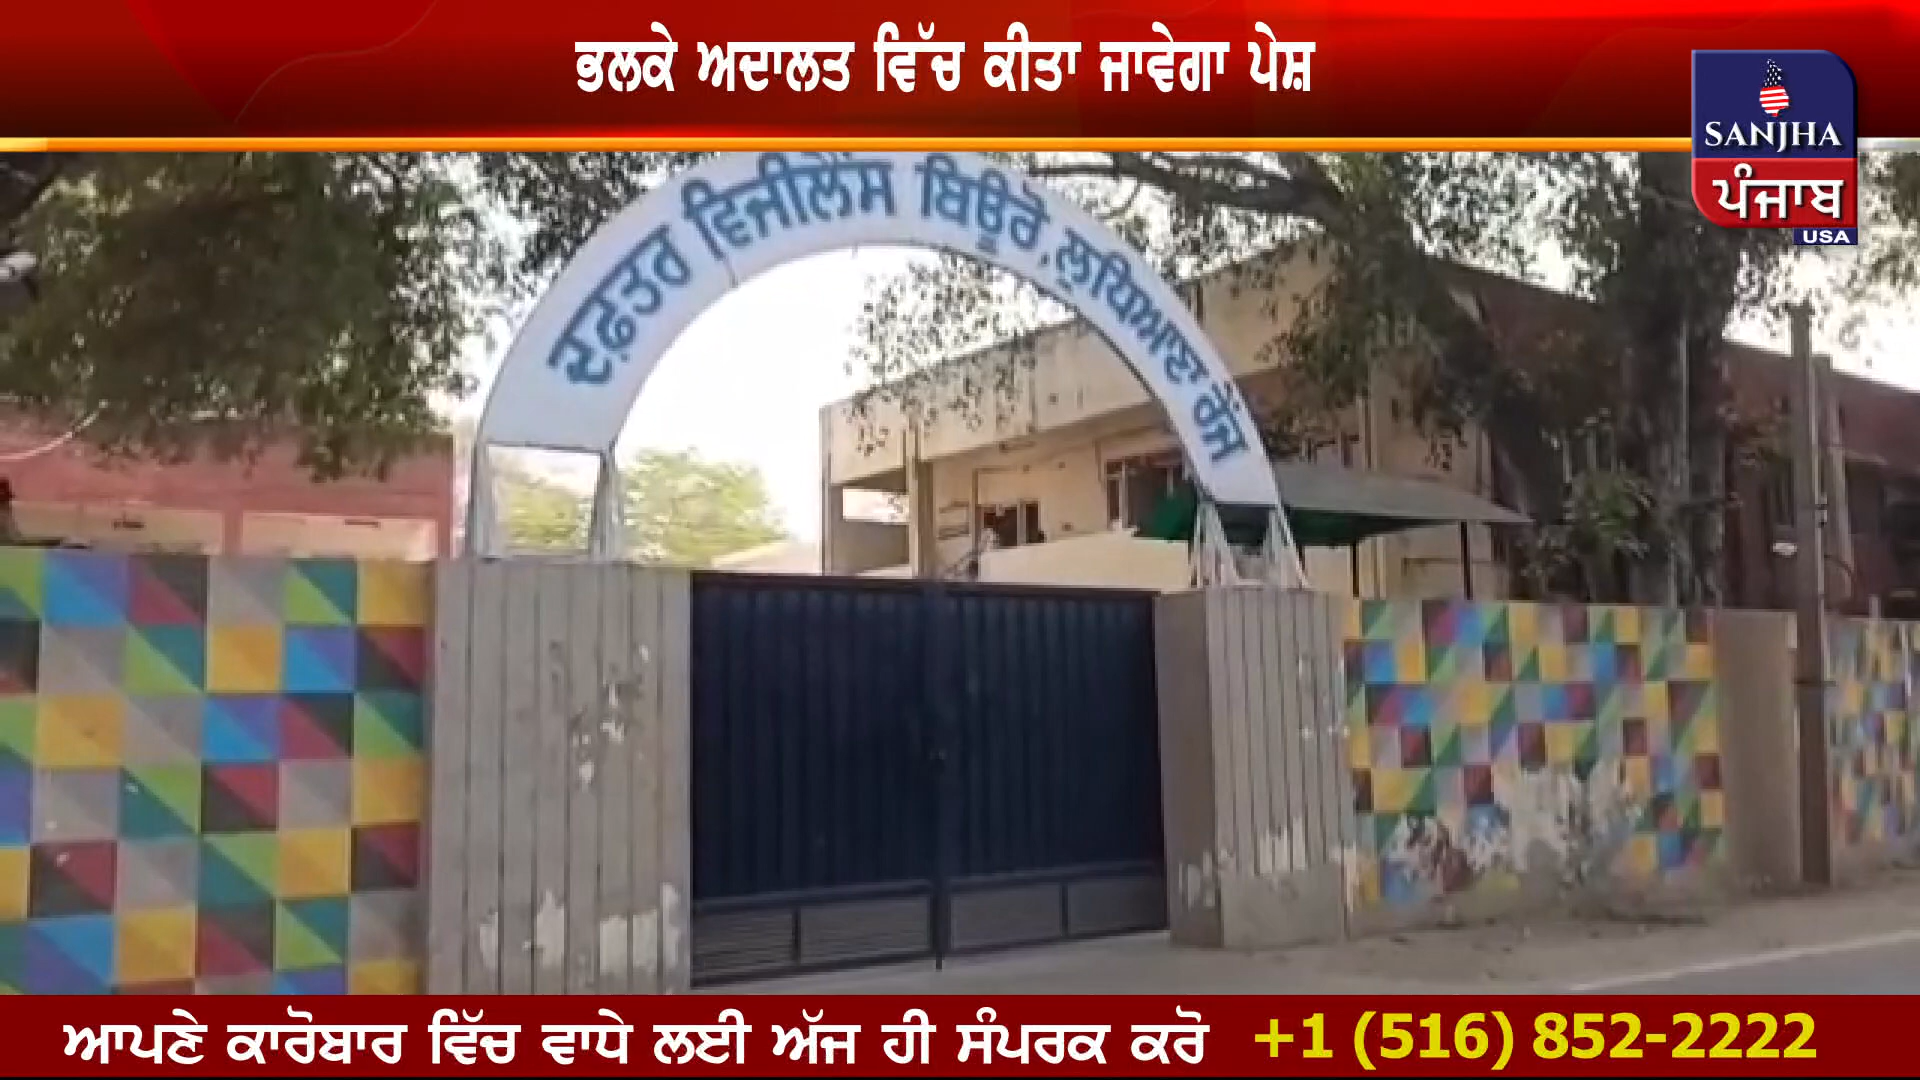 ਭਲਕੇ ਅਦਾਲਤ ਵਿੱਚ ਕੀਤਾ ਜਾਵੇਗਾ ਪੇਸ਼
SANJHA
ਪੰਜਾਬ
USA
ਦਫ਼ਤਰ ਵਿਜੀਲੈਂਸ ਬਿਊਰੋ, ਲੁਧਿਆਣਾ ਰੇਂਜ
ਆਪਣੇ ਕਾਰੋਬਾਰ ਵਿੱਚ ਵਾਧੇ ਲਈ ਅੱਜ ਹੀ ਸੰਪਰਕ ਕਰੋ +1 (516) 852-2222